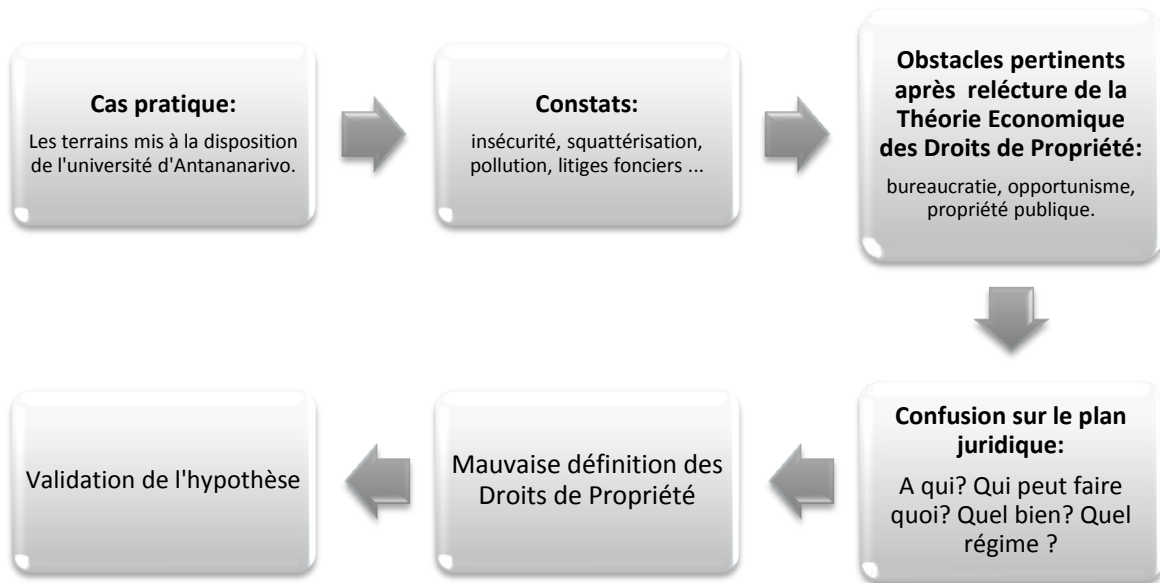 Cas pratique:
Les terrains mis à la disposition
de l'université d'Antananarivo.
Constats:
insécurité, squattérisation,
pollution, litiges fonciers ...
Obstacles pertinents
après relécture de la
Théorie Economique
des Droits de Propriété:
bureaucratie, opportunisme,
propriété publique.
Confusion sur le plan
juridique:
A qui? Qui peut faire
quoi? Quel bien? Quel
régime ?
Mauvaise définition des
Droits de Propriété
Validation de l'hypothèse